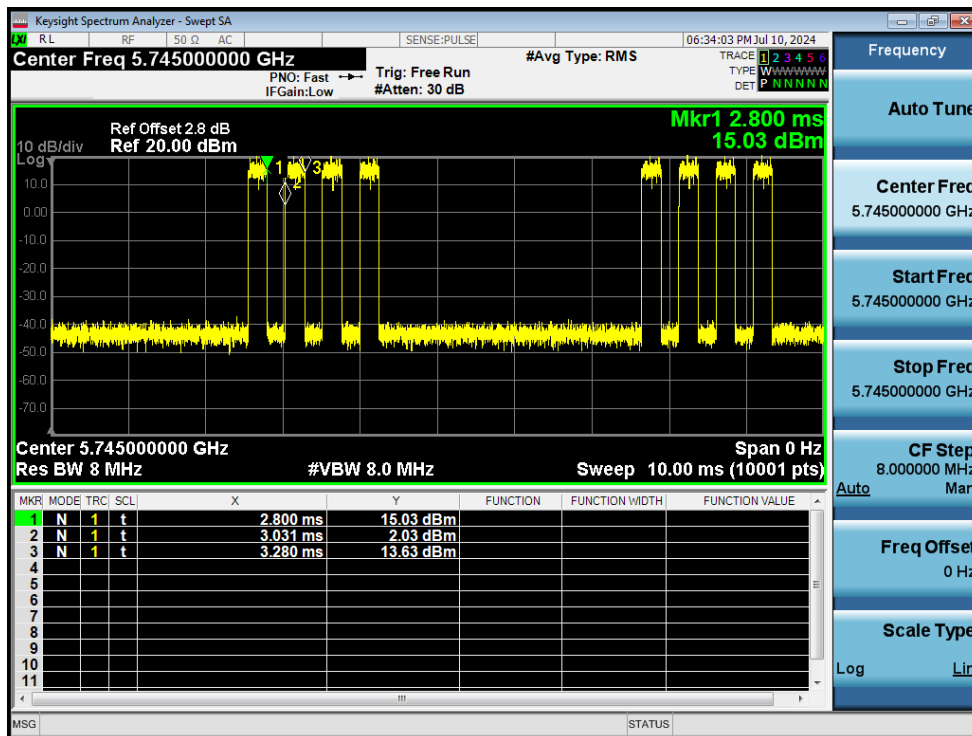 Keysight Spectrum Analyzer - Swept SA
LXI RL RF 50 Ω AC SENSE:PULSE 06:34:03 PM Jul 10, 2024
Center Freq 5.745000000 GHz
#Avg Type: RMS
TRACE 1 2 3 4 5 6
PNO: Fast Trig: Free Run
TYPE WWWWWW
IFGain:Low #Atten: 30 dB
DET P N N N N N
Mkr1 2.800 ms
15.03 dBm
Ref Offset 2.8 dB
10 dB/div Ref 20.00 dBm
Log
1 2 3
10.0
0.00
-10.0
-20.0
-30.0
-40.0
-50.0
-60.0
-70.0
Center 5.745000000 GHz Span 0 Hz
Res BW 8 MHz #VBW 8.0 MHz Sweep 10.00 ms (10001 pts)
MKR MODE TRC SCL X Y FUNCTION FUNCTION WIDTH FUNCTION VALUE
1 N 1 t 2.800 ms 15.03 dBm
2 N 1 t 3.031 ms 2.03 dBm
3 N 1 t 3.280 ms 13.63 dBm
4
5
6
7
8
9
10
11
MSG STATUS
Frequency
Auto Tune
Center Freq
5.745000000 GHz
Start Freq
5.745000000 GHz
Stop Freq
5.745000000 GHz
CF Step
8.000000 MHz
Auto Man
Freq Offset
0 Hz
Scale Type
Log Lin